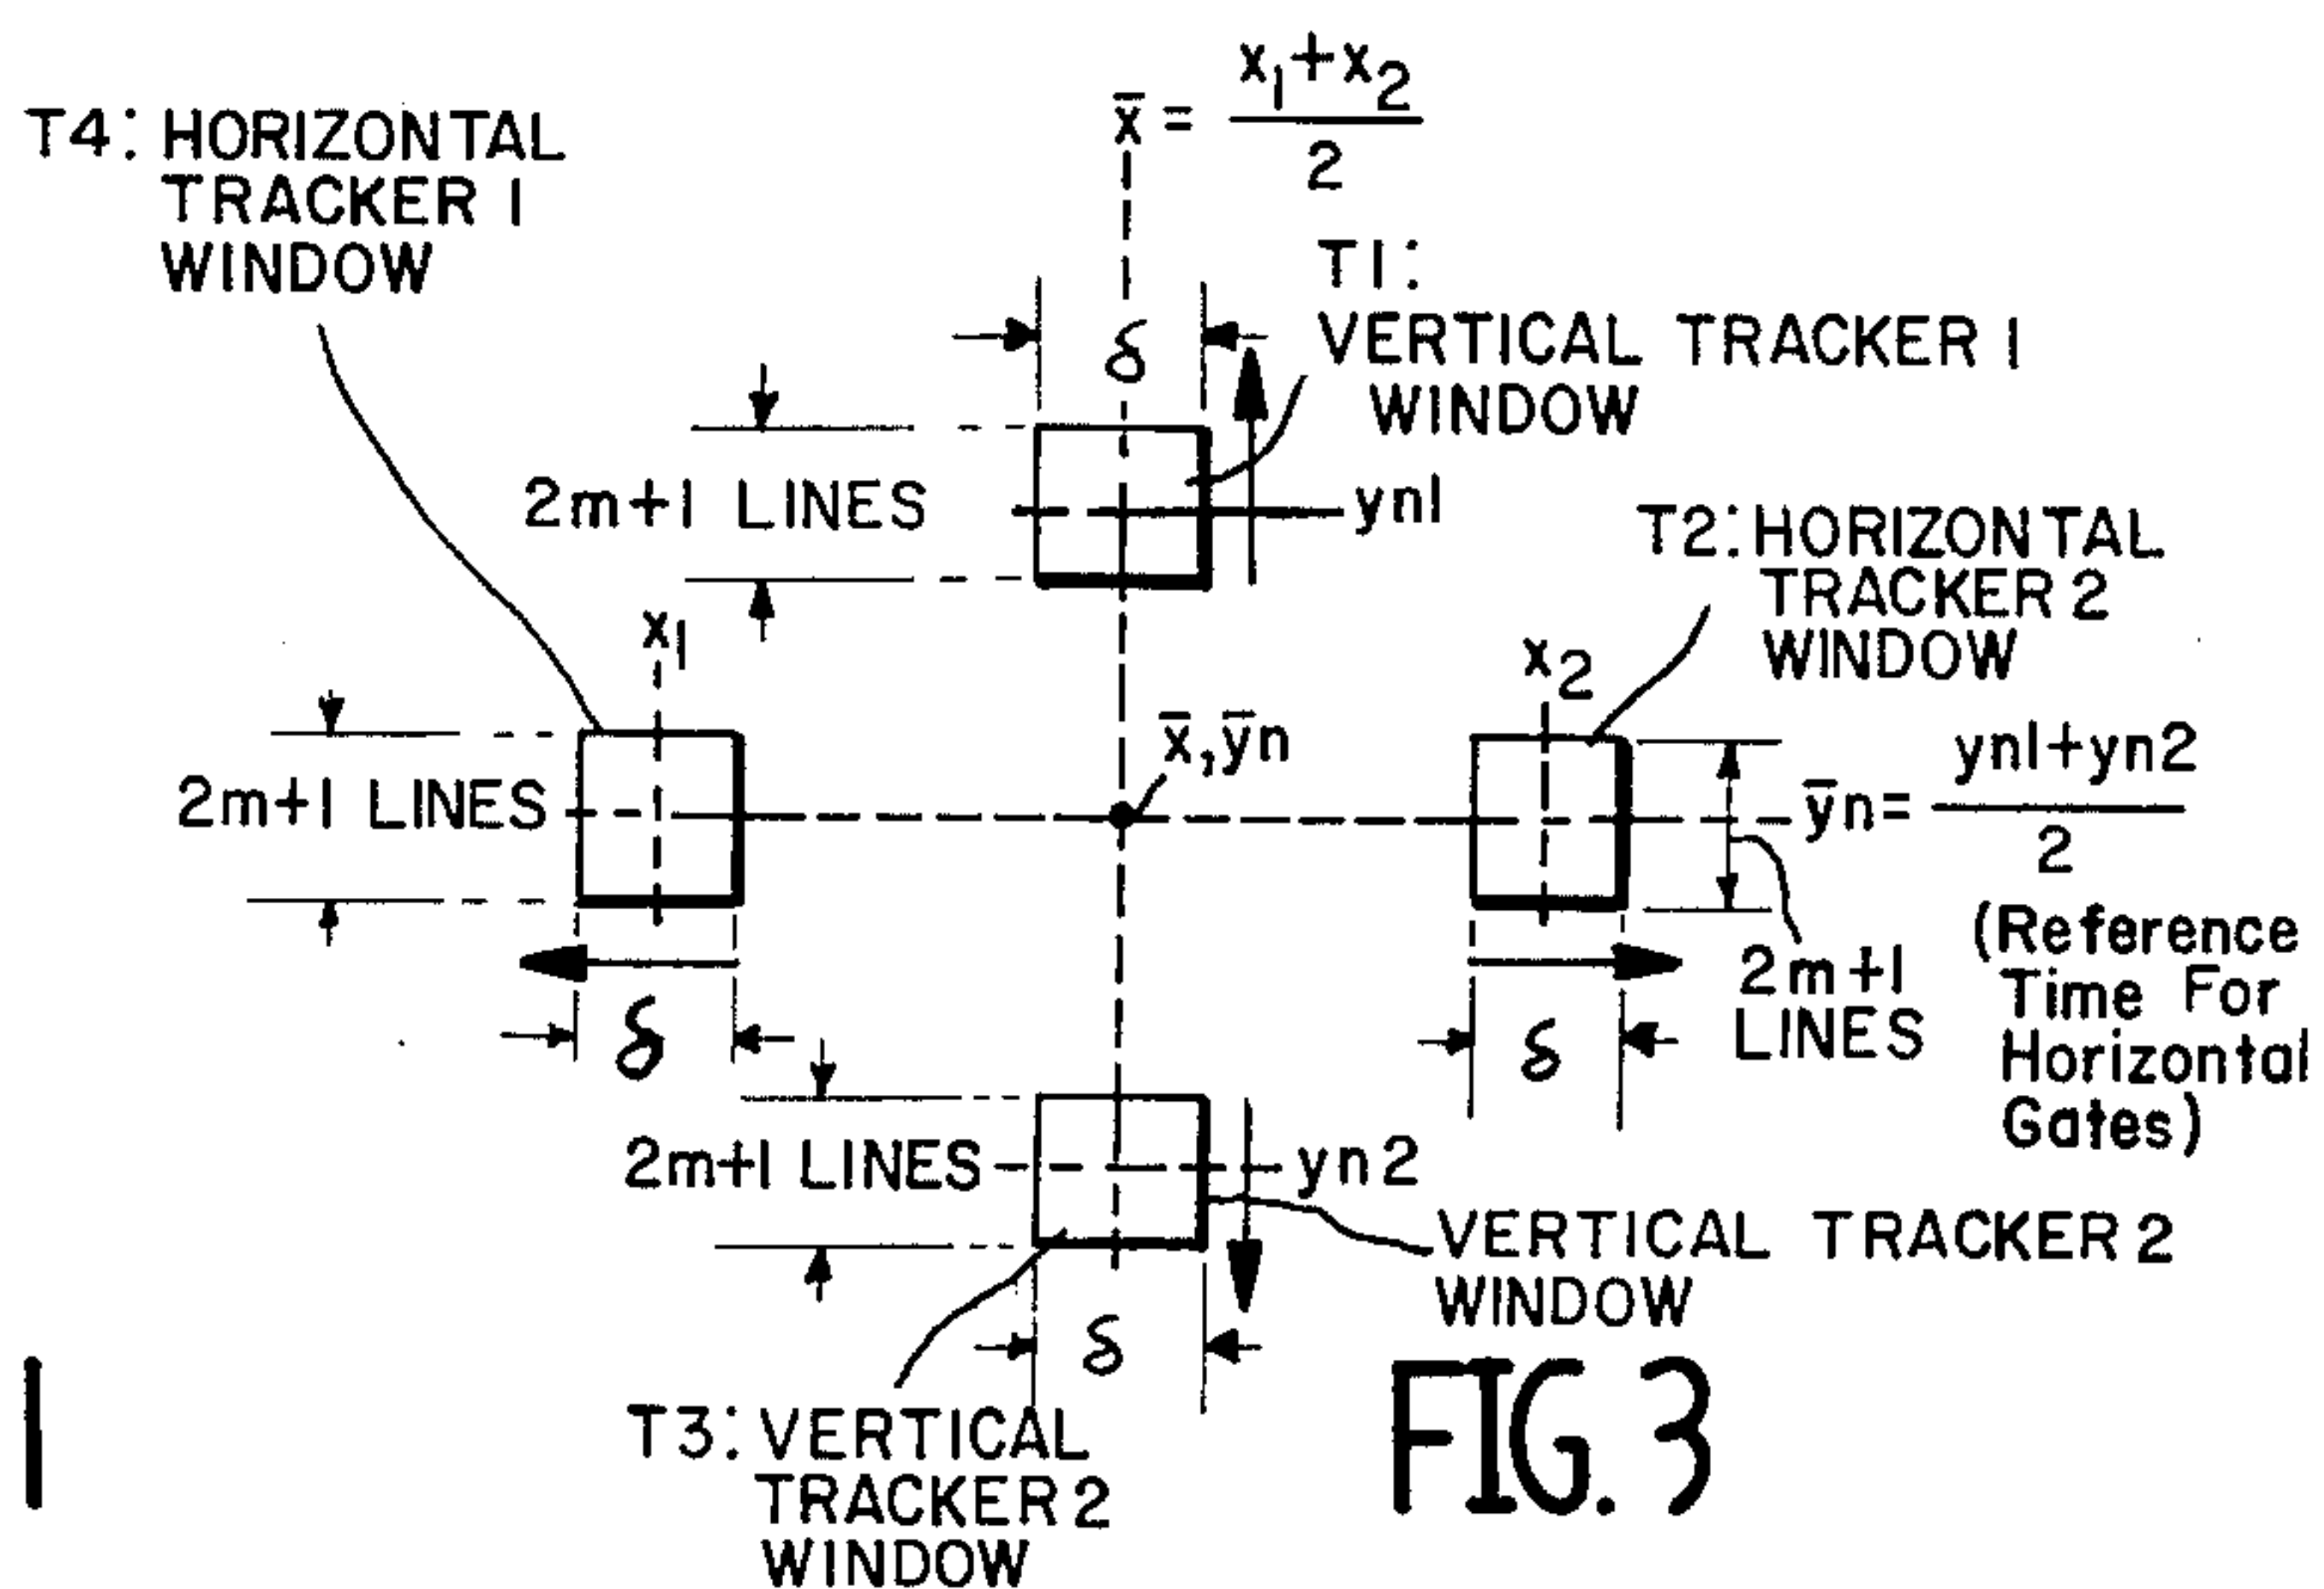 x̄ = x₁+x₂
2
T4: HORIZONTAL
TRACKER 1
WINDOW
T1:
VERTICAL TRACKER 1
WINDOW
δ
2m+1 LINES
yn1
T2: HORIZONTAL
TRACKER 2
WINDOW
x₁
x₂
x̄,ȳn
2m+1 LINES
ȳn= yn1+yn2
2
(Reference
Time For
Horizontal
Gates)
2m+1
LINES
δ
δ
2m+1 LINES
yn2
VERTICAL TRACKER 2
WINDOW
δ
T3: VERTICAL
TRACKER 2
WINDOW
FIG. 3